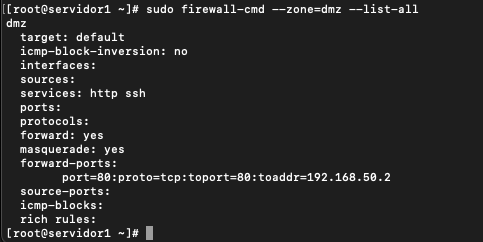 [[root@servidor1 ~]# sudo firewall-cmd --zone=dmz --list-all
dmz
  target: default
  icmp-block-inversion: no
  interfaces:
  sources:
  services: http ssh
  ports:
  protocols:
  forward: yes
  masquerade: yes
  forward-ports:
        port=80:proto=tcp:toport=80:toaddr=192.168.50.2
  source-ports:
  icmp-blocks:
  rich rules:
[root@servidor1 ~]#